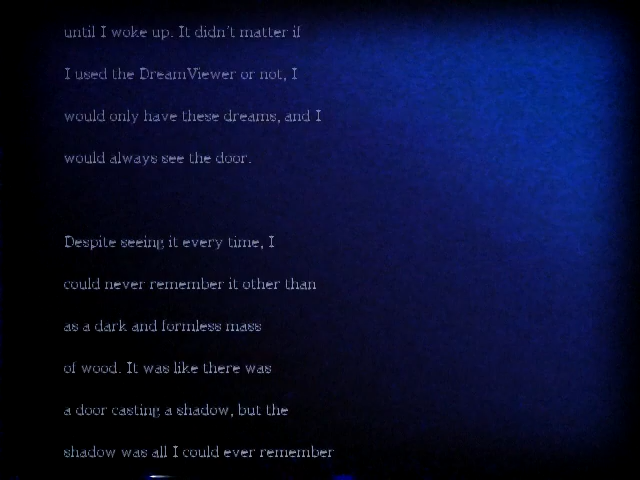 until I woke up. It didn't matter if
I used the DreamViewer or not, I
would only have these dreams, and I
would always see the door.
Despite seeing it every time, I
could never remember it other than
as a dark and formless mass
of wood. It was like there was
a door casting a shadow, but the
shadow was all I could ever remember